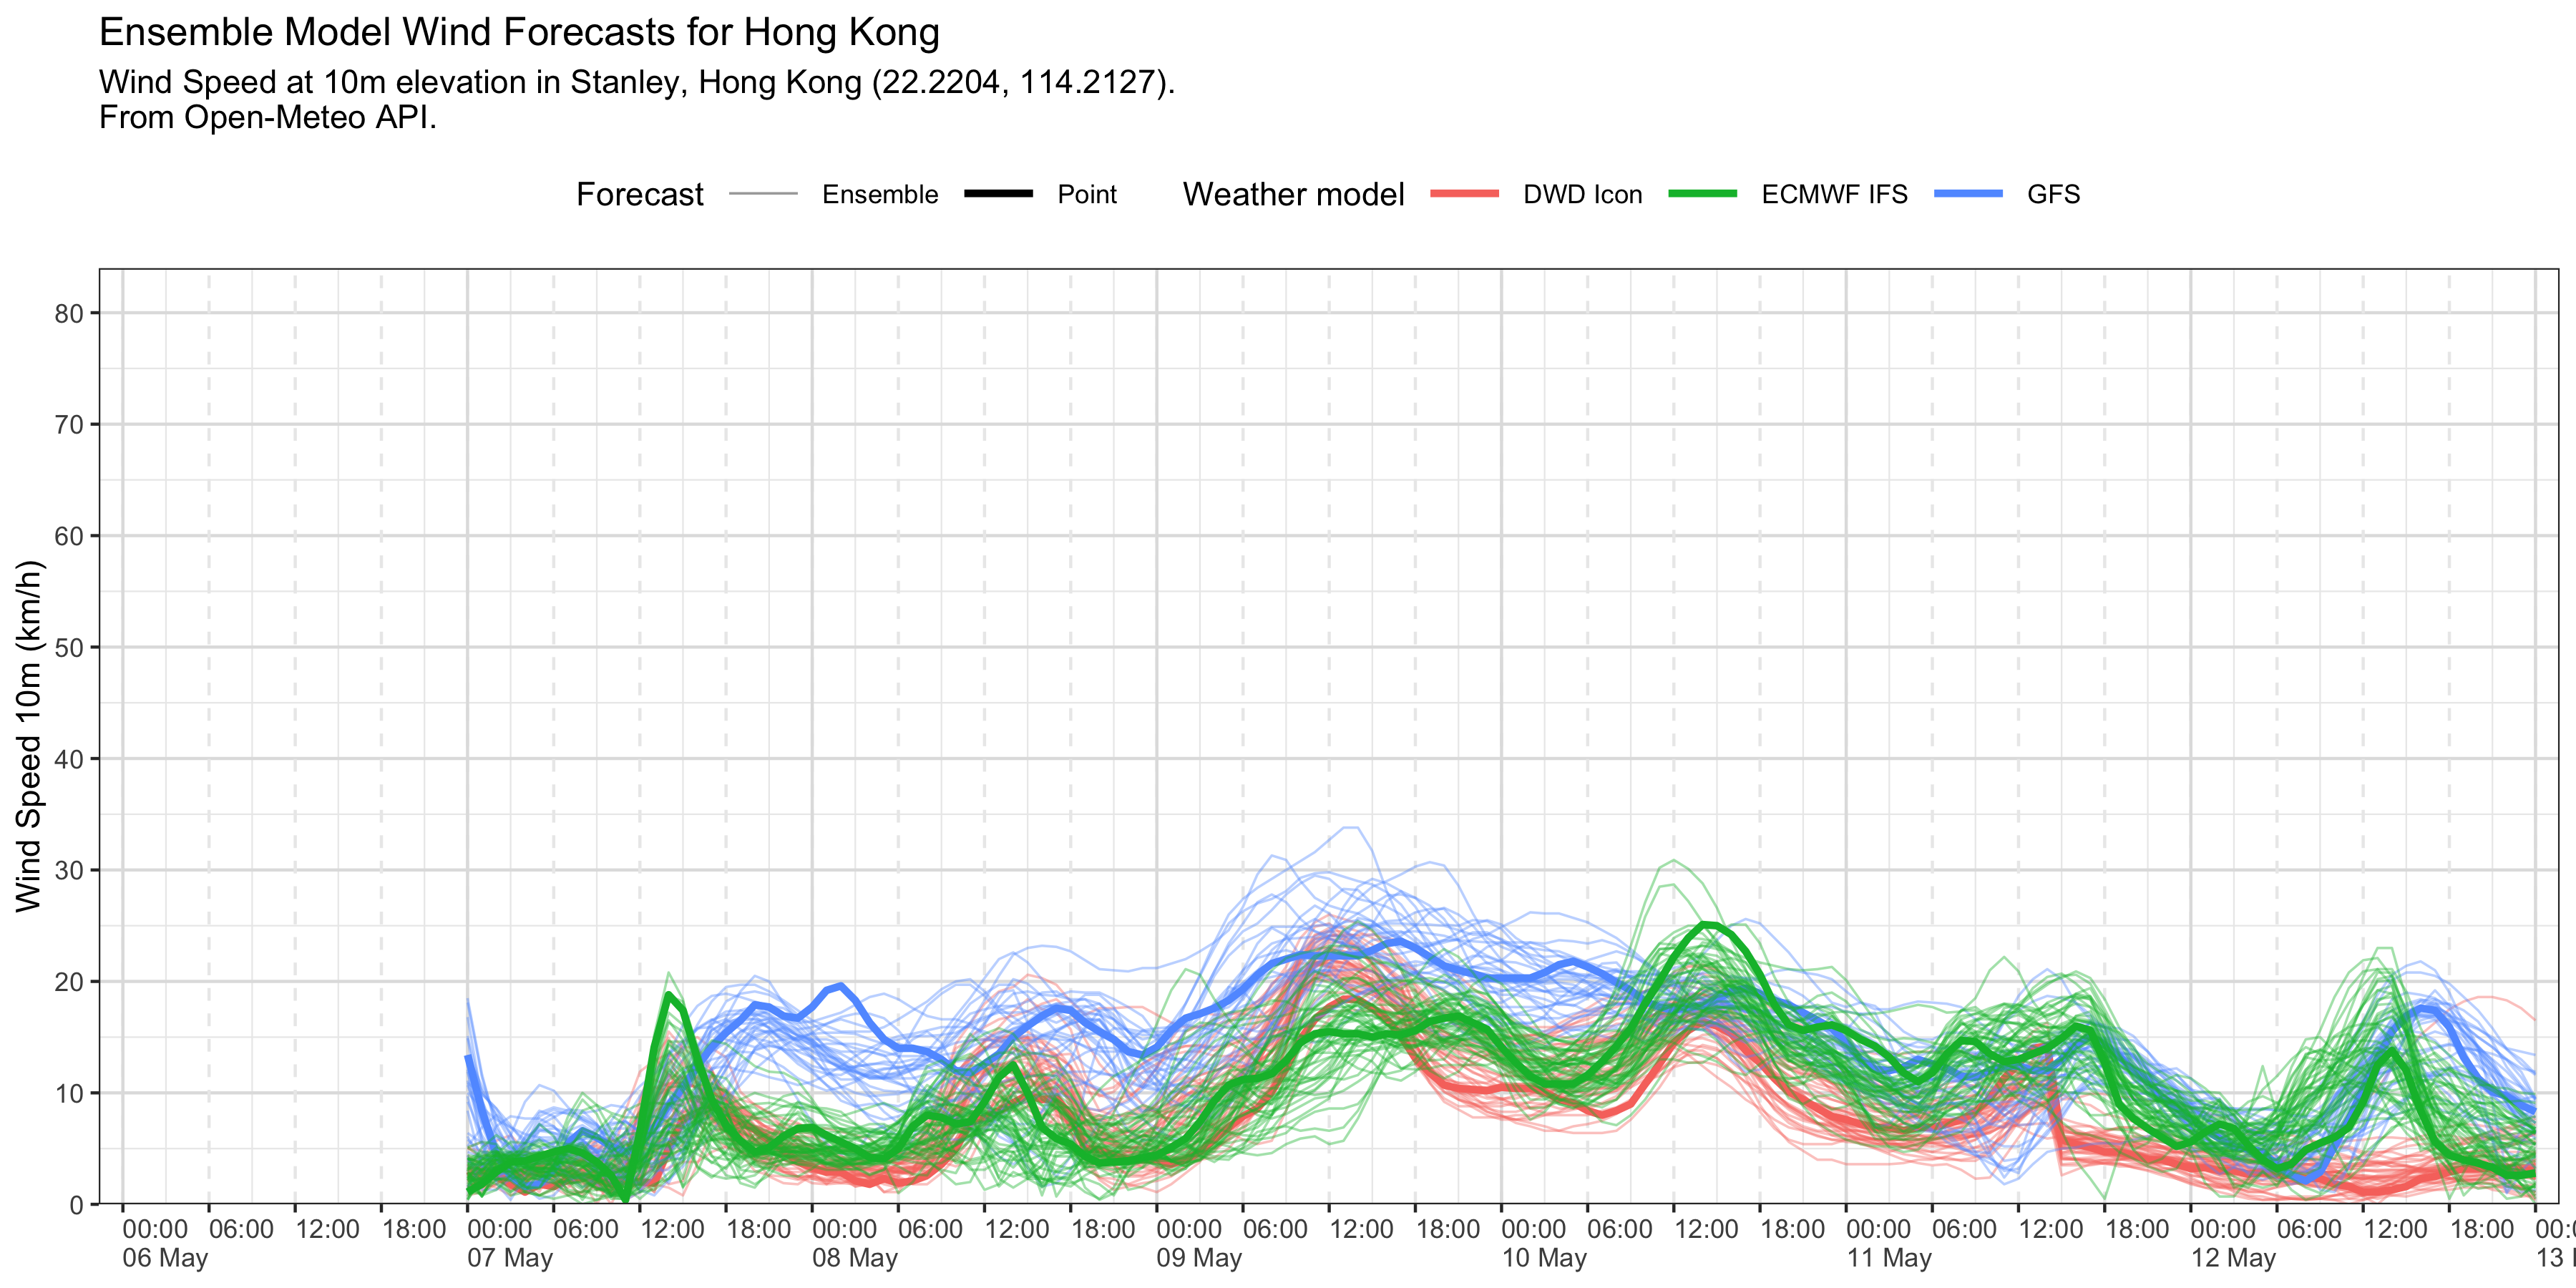 Ensemble Model Wind Forecasts for Hong Kong
Wind Speed at 10m elevation in Stanley, Hong Kong (22.2204, 114.2127).
From Open-Meteo API.
Forecast Ensemble Point Weather model DWD Icon ECMWF IFS GFS
Wind Speed 10m (km/h)
80
70
60
50
40
30
20
10
0
00:00 06:00 12:00 18:00 00:00 06:00 12:00 18:00 00:00 06:00 12:00 18:00 00:00 06:00 12:00 18:00 00:00 06:00 12:00 18:00 00:00 06:00 12:00 18:00 00:00 06:00 12:00 18:00
06 May 07 May 08 May 09 May 10 May 11 May 12 May 13